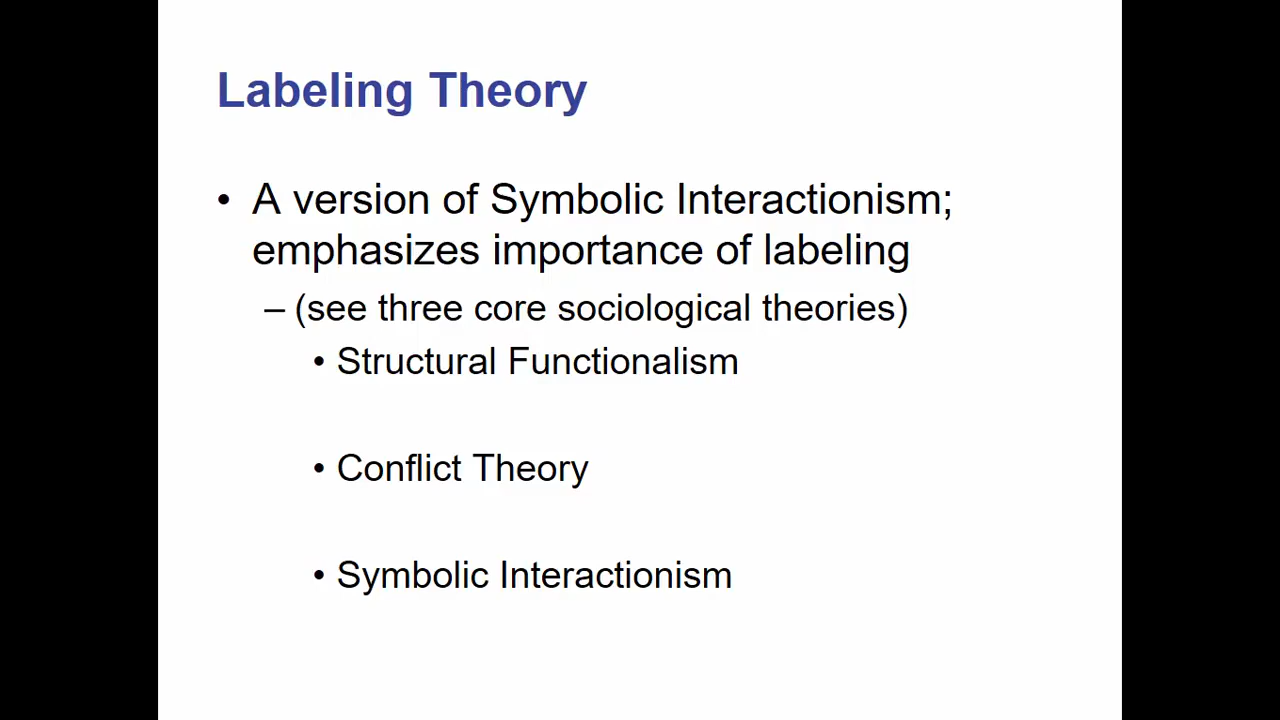 Labeling Theory
• A version of Symbolic Interactionism;
emphasizes importance of labeling
– (see three core sociological theories)
• Structural Functionalism
• Conflict Theory
• Symbolic Interactionism